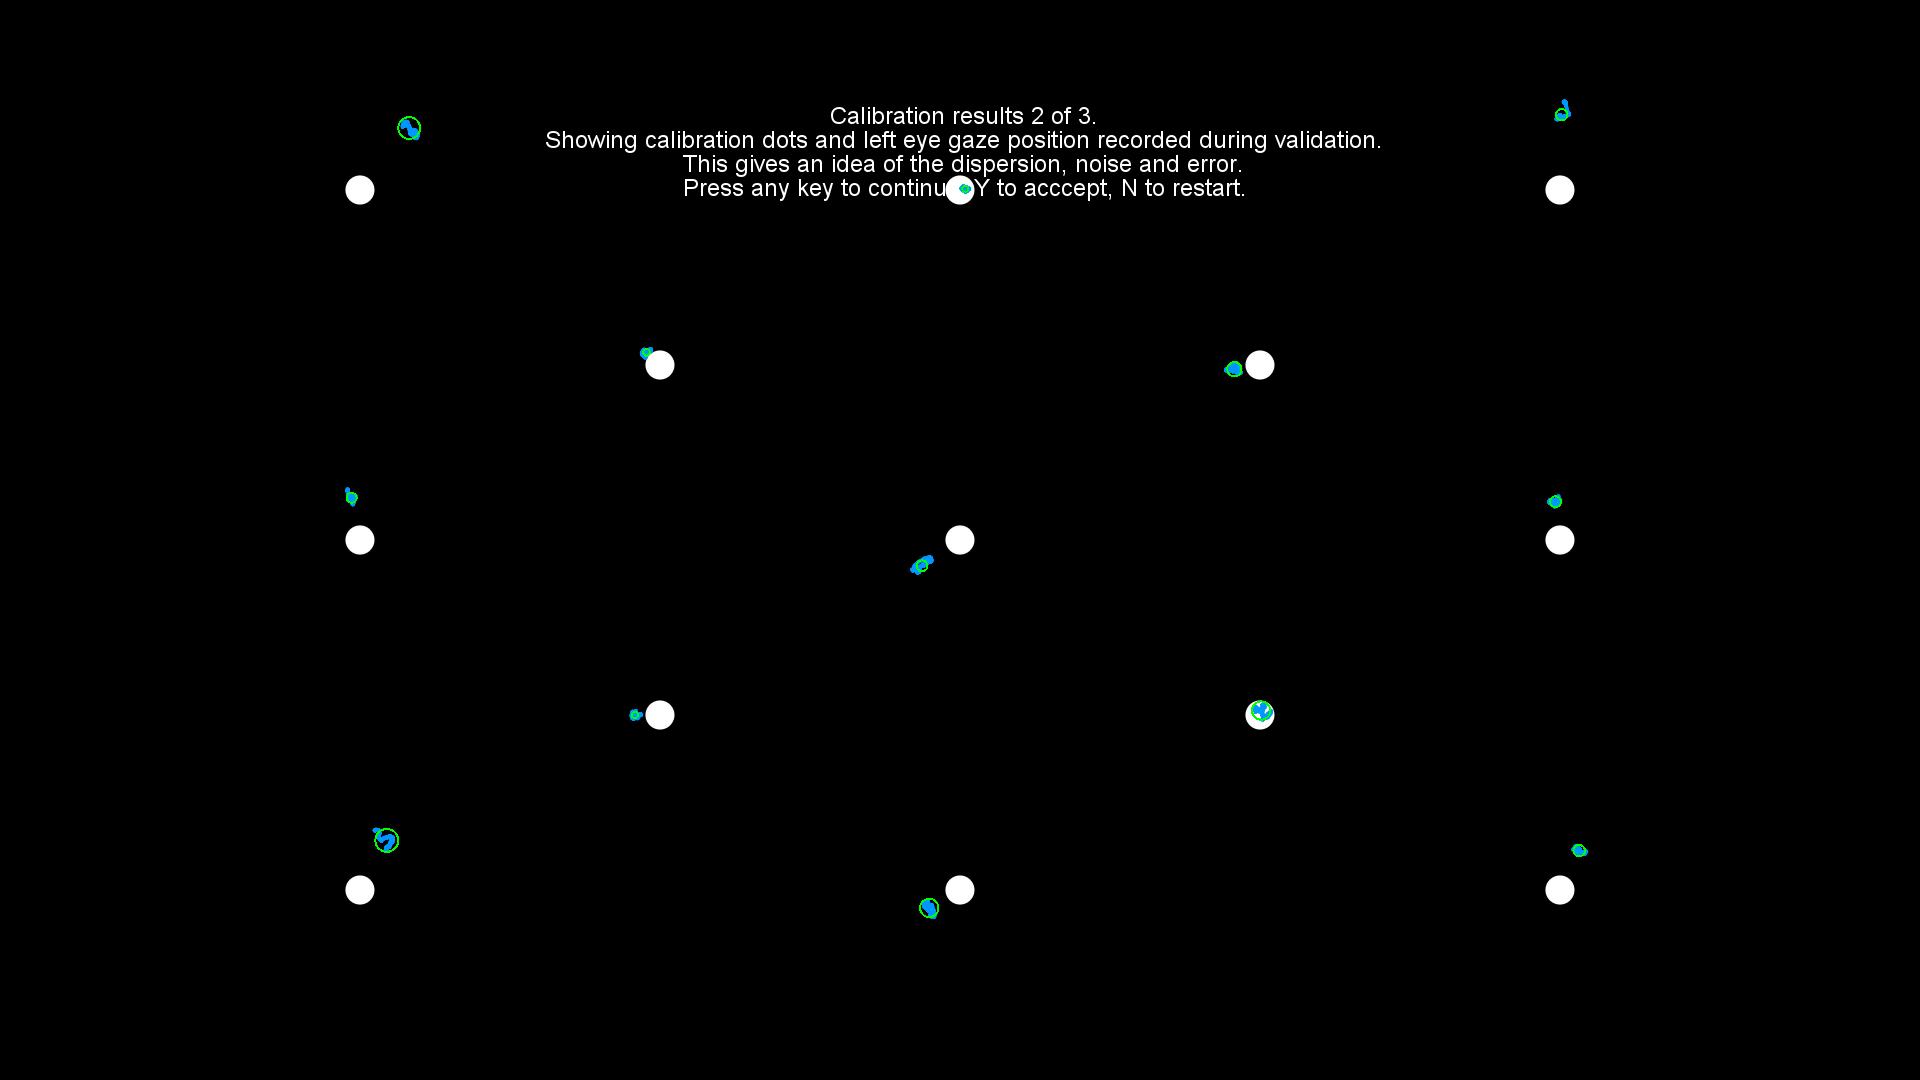 Calibration results 2 of 3.
Showing calibration dots and left eye gaze position recorded during validation.
This gives an idea of the dispersion, noise and error.
Press any key to continu Y to acccept, N to restart.